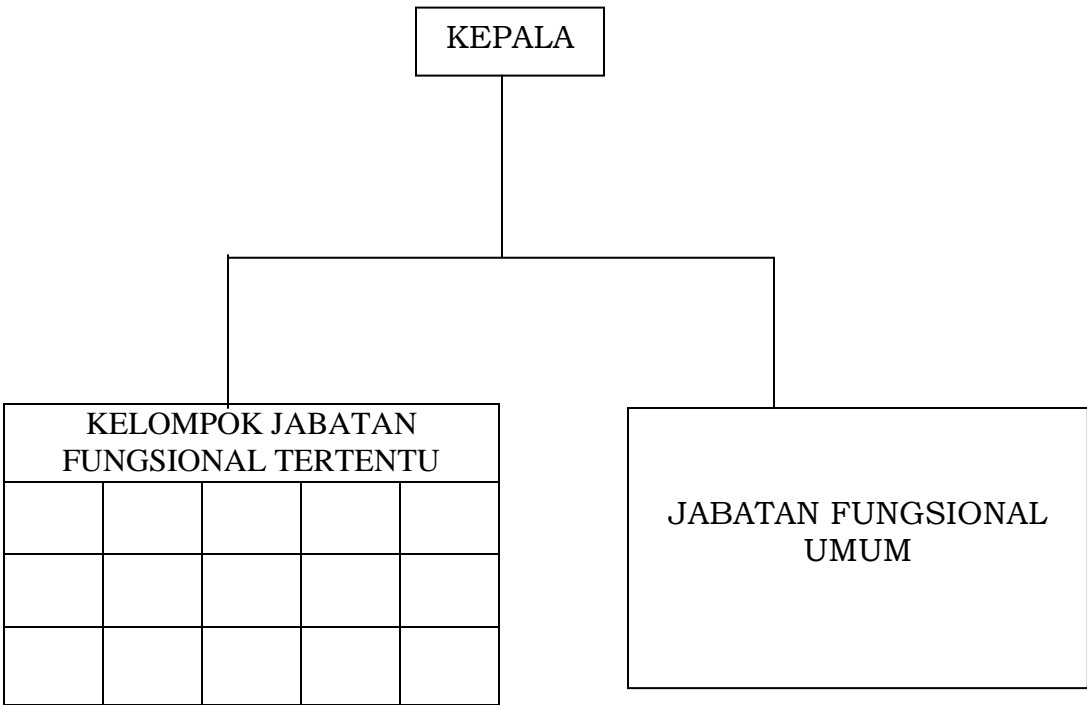 KEPALA
KELOMPOK JABATAN
FUNGSIONAL TERTENTU
JABATAN FUNGSIONAL
UMUM